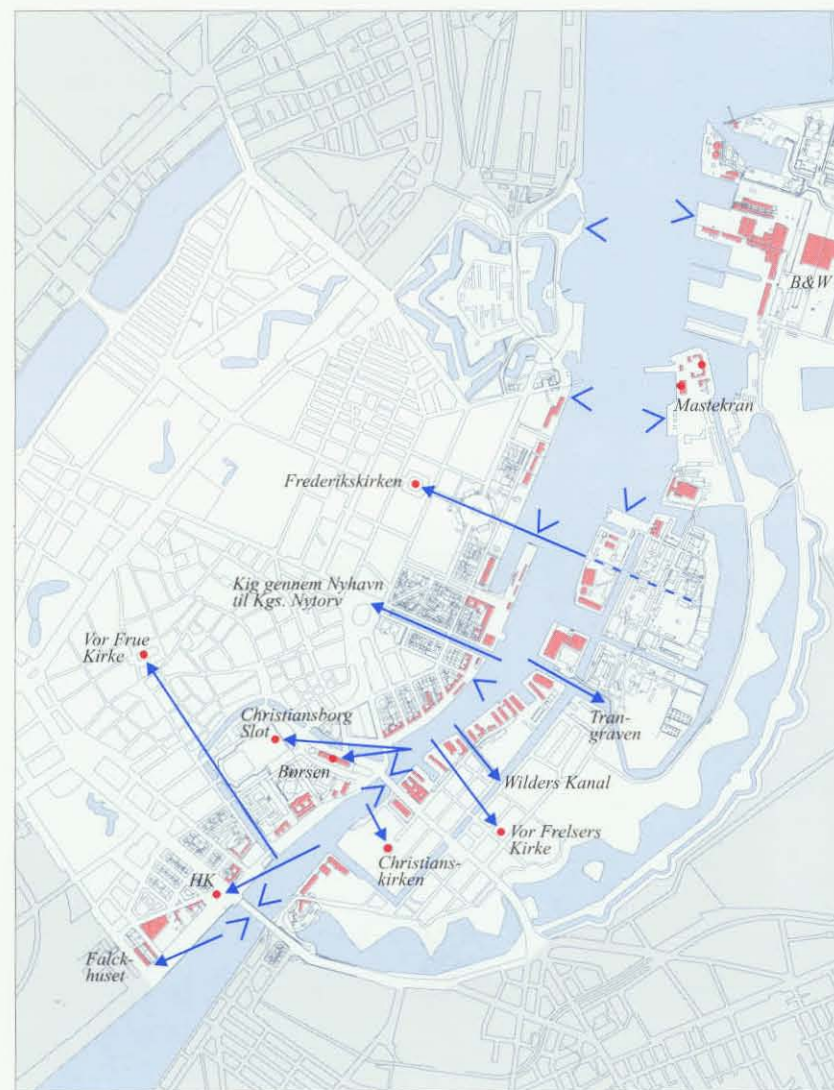 B&W
Mastekran
Frederikskirken
Kig gennem Nyhavn
til Kgs. Nytorv
Vor Frue
Kirke
Christiansborg
Slot
Børsen
Tran-
graven
Wilders Kanal
Vor Frelsers
Kirke
Christians-
kirken
HK
Falck-
huset